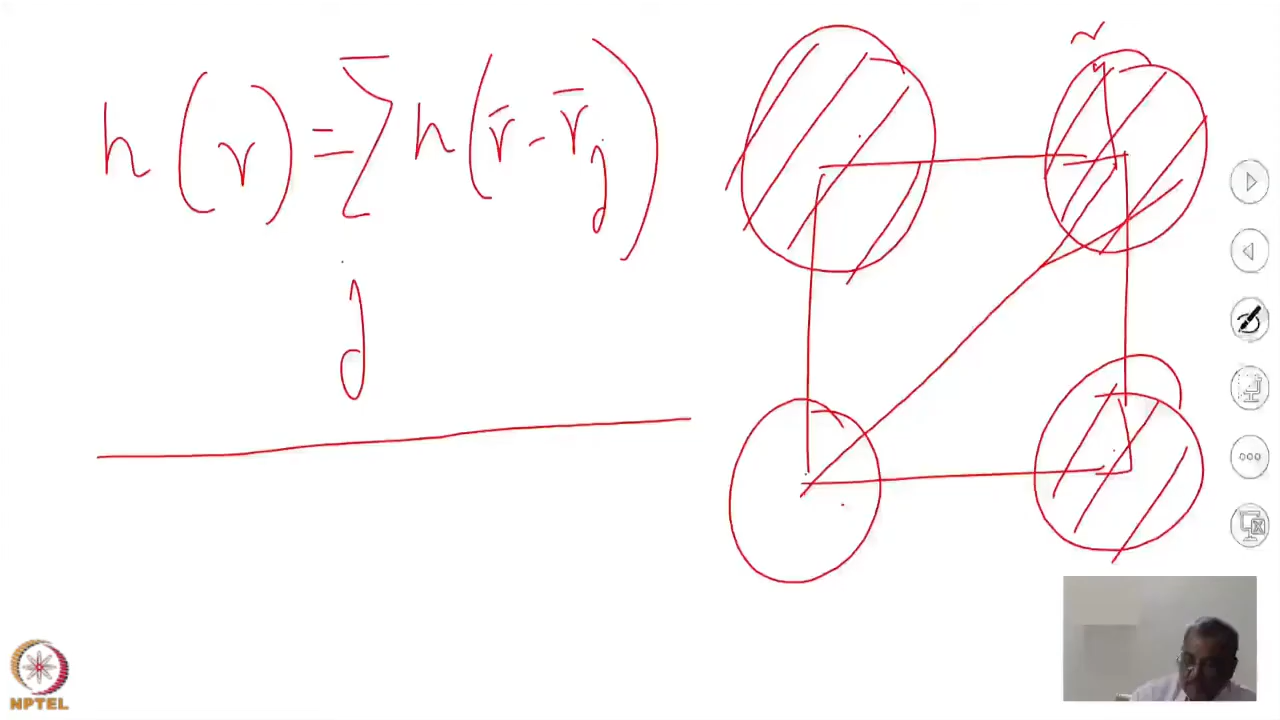 h(r) = Σ h(r̄ - r̄j)
j
r
NPTEL